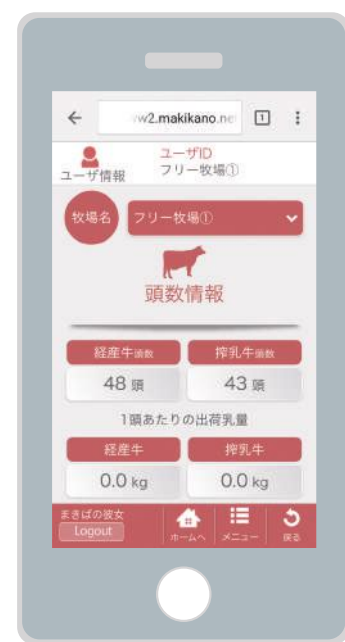 w2.makikano.ne
1
ユーザ情報
ユーザID
フリー牧場①
牧場名
フリー牧場①
頭数情報
経産牛頭数 搾乳牛頭数
48 頭 43 頭
1頭あたりの出荷乳量
経産牛 搾乳牛
0.0 kg 0.0 kg
まきばの彼女
Logout
ホームへ メニュー 戻る